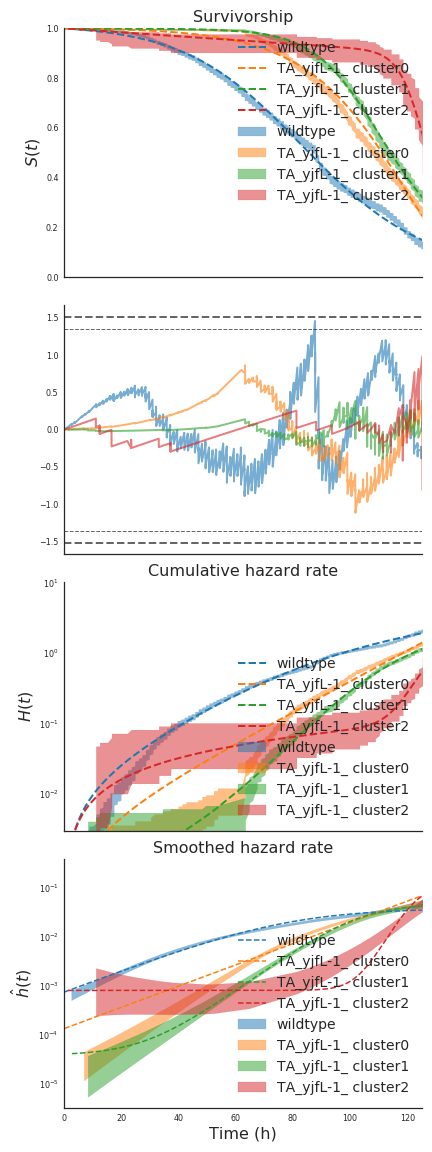 Survivorship
1.0
0.8
0.6
0.4
0.2
0.0
S(t)
wildtype
TA_yjfL-1_ cluster0
TA_yjfL-1_ cluster1
TA_yjfL-1_ cluster2
wildtype
TA_yjfL-1_ cluster0
TA_yjfL-1_ cluster1
TA_yjfL-1_ cluster2
1.5
1.0
0.5
0.0
−0.5
−1.0
−1.5
Cumulative hazard rate
10¹
10⁰
10⁻¹
10⁻²
H(t)
wildtype
TA_yjfL-1_ cluster0
TA_yjfL-1_ cluster1
TA_yjfL-1_ cluster2
wildtype
TA_yjfL-1_ cluster0
TA_yjfL-1_ cluster1
TA_yjfL-1_ cluster2
Smoothed hazard rate
10⁻¹
10⁻²
10⁻³
10⁻⁴
10⁻⁵
ĥ(t)
wildtype
TA_yjfL-1_ cluster0
TA_yjfL-1_ cluster1
TA_yjfL-1_ cluster2
wildtype
TA_yjfL-1_ cluster0
TA_yjfL-1_ cluster1
TA_yjfL-1_ cluster2
0 20 40 60 80 100 120
Time (h)